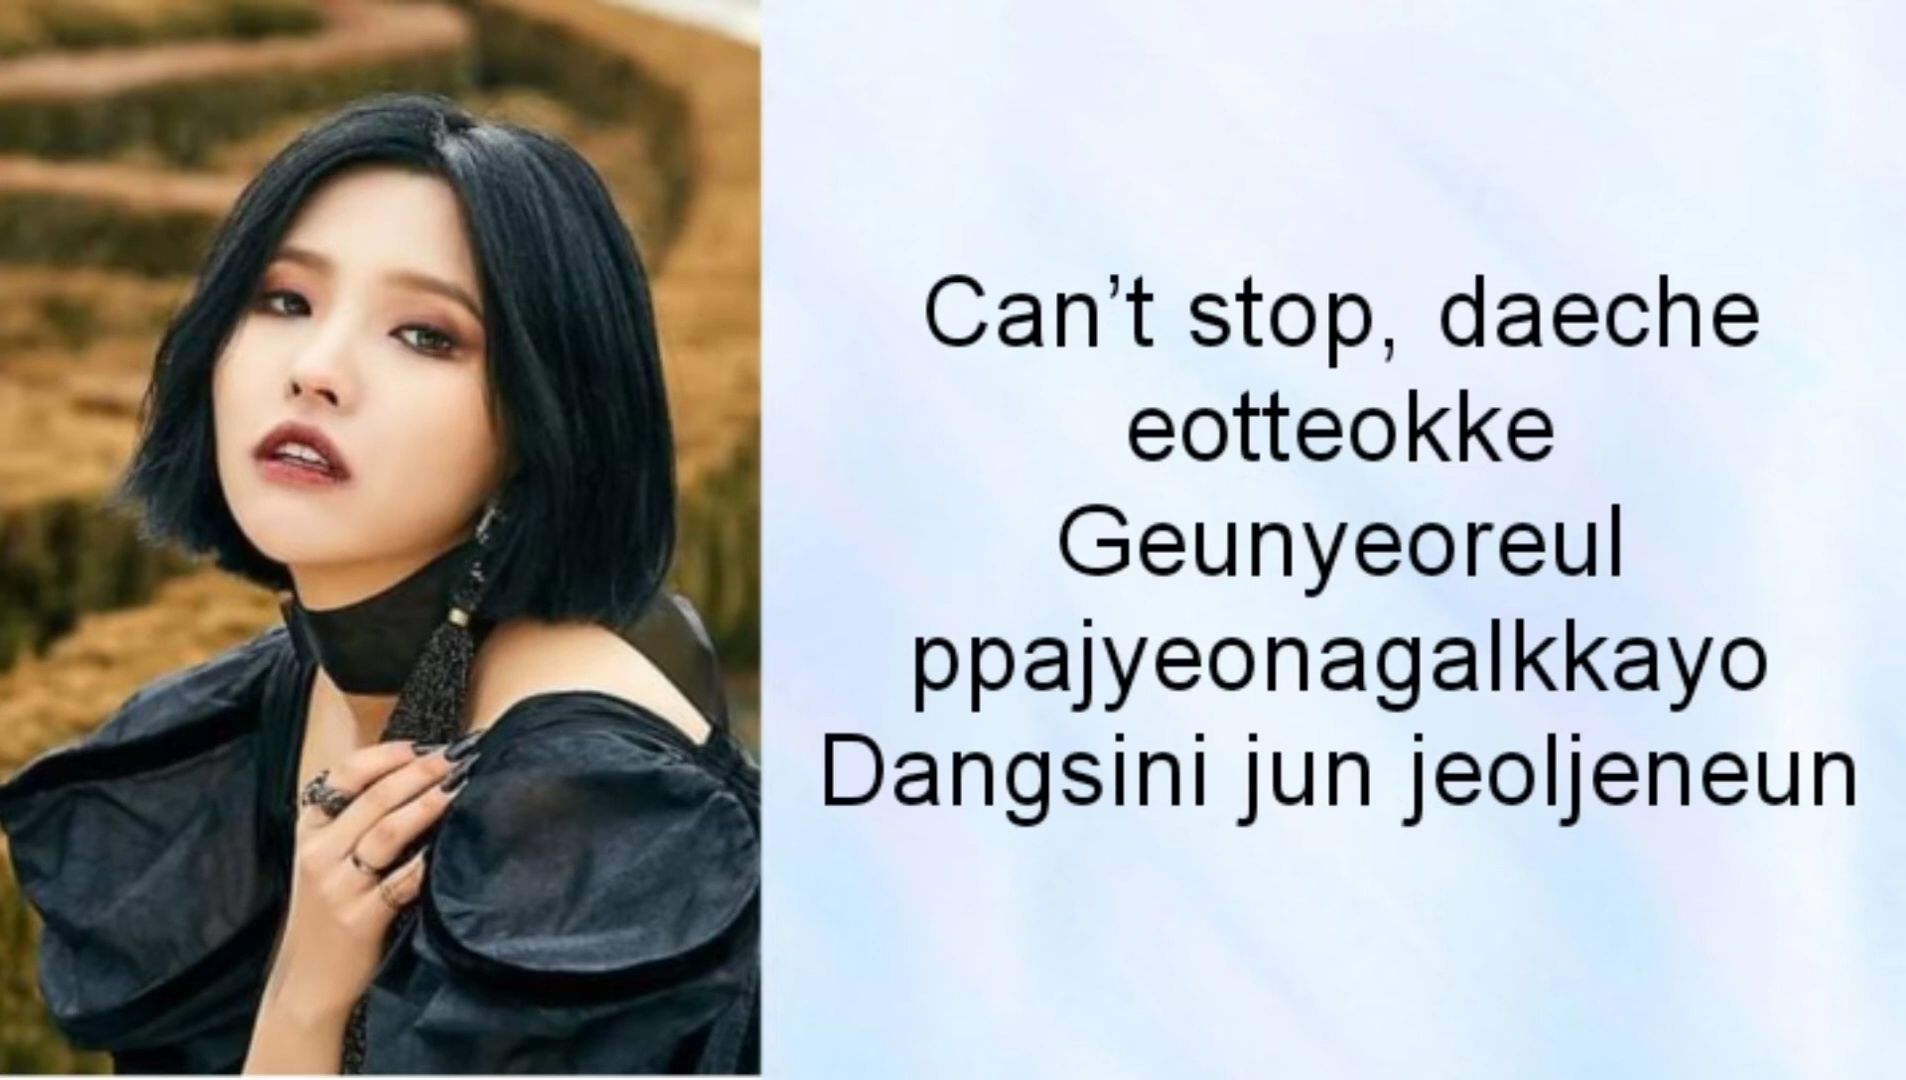 Can’t stop, daeche
eotteokke
Geunyeoreul
ppajyeonagalkkayo
Dangsini jun jeoljeneun